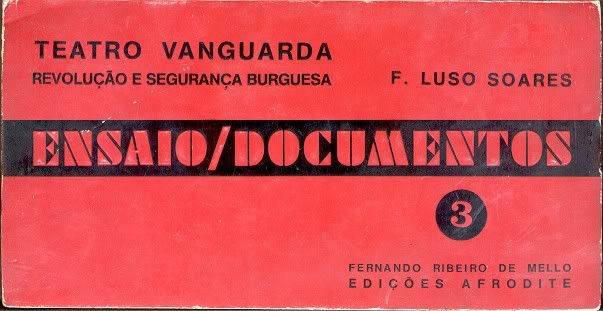 TEATRO VANGUARDA
REVOLUÇÃO E SEGURANÇA BURGUESA
F. LUSO SOARES
ENSAIO/DOCUMENTOS
3
FERNANDO RIBEIRO DE MELLO
EDIÇÕES AFRODITE